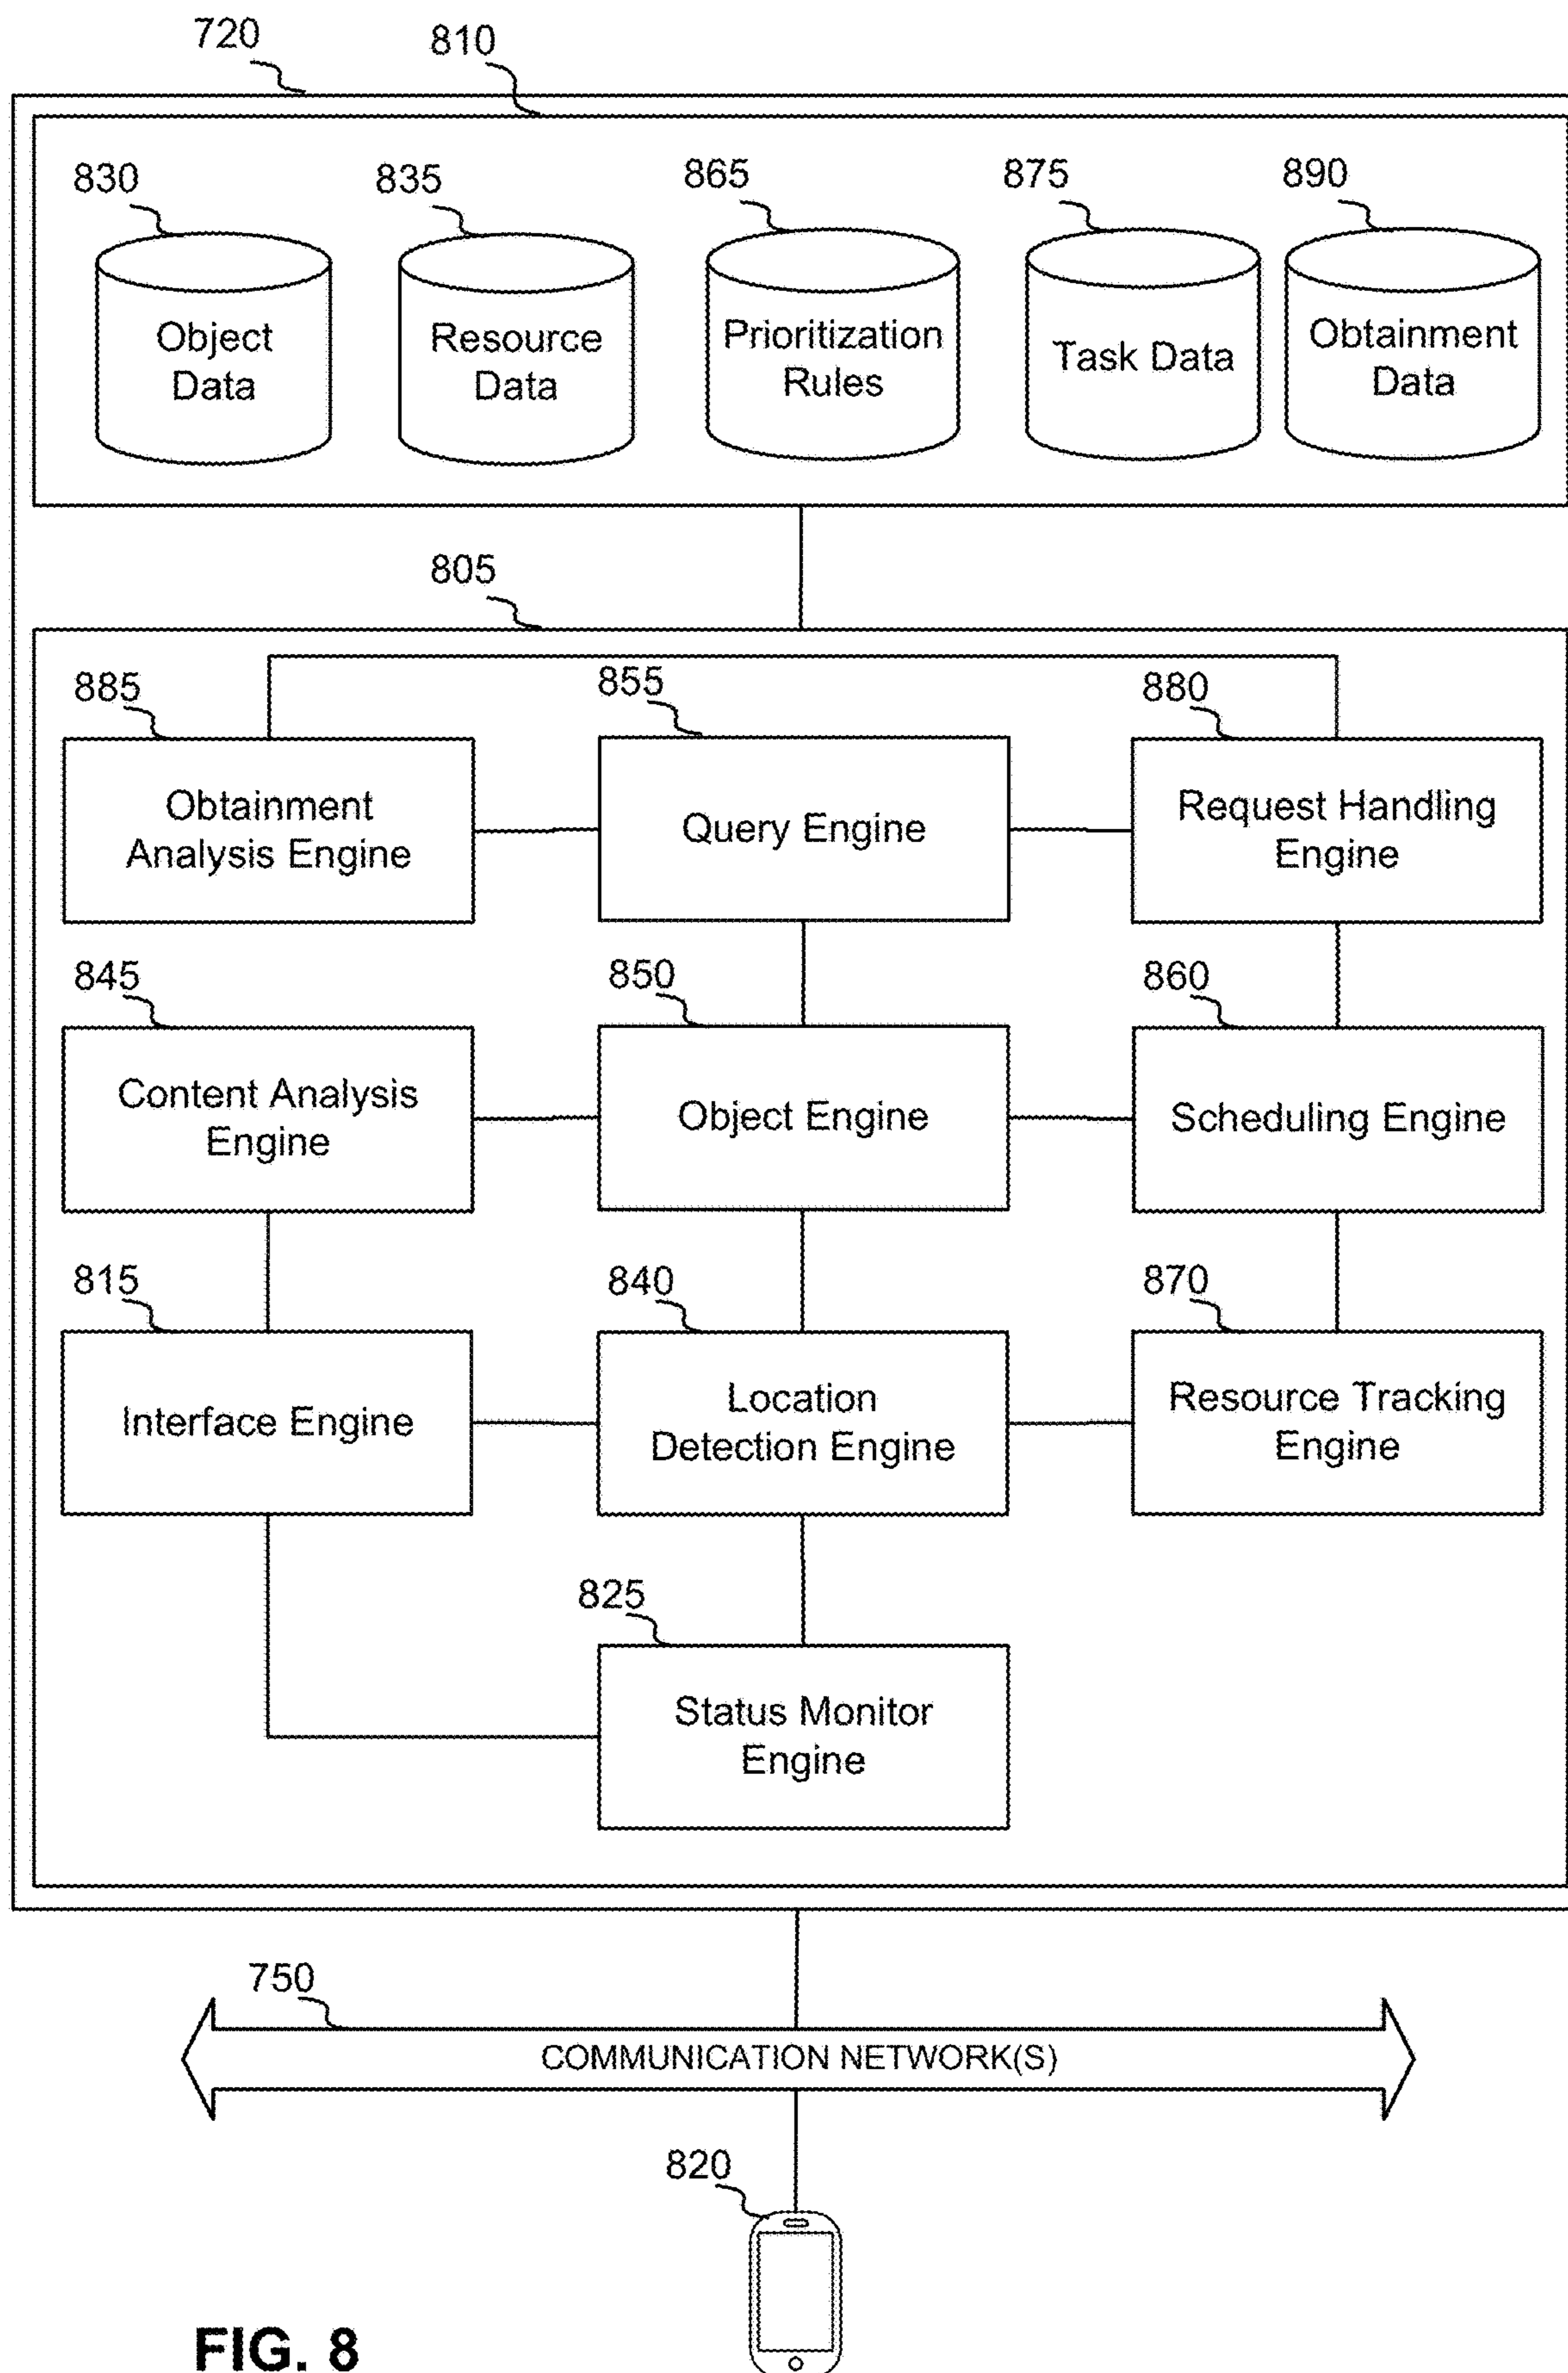 720
810
830
835
865
875
890
Object
Data
Resource
Data
Prioritization
Rules
Task Data
Obtainment
Data
805
885
855
880
Obtainment
Analysis Engine
Query Engine
Request Handling
Engine
845
850
860
Content Analysis
Engine
Object Engine
Scheduling Engine
815
840
870
Interface Engine
Location
Detection Engine
Resource Tracking
Engine
825
Status Monitor
Engine
750
COMMUNICATION NETWORK(S)
820
FIG. 8